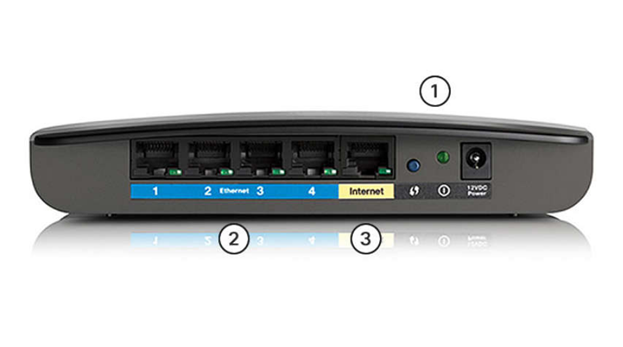 1
1 2 Ethernet 3 4 Internet 12VDC
Power
2 3